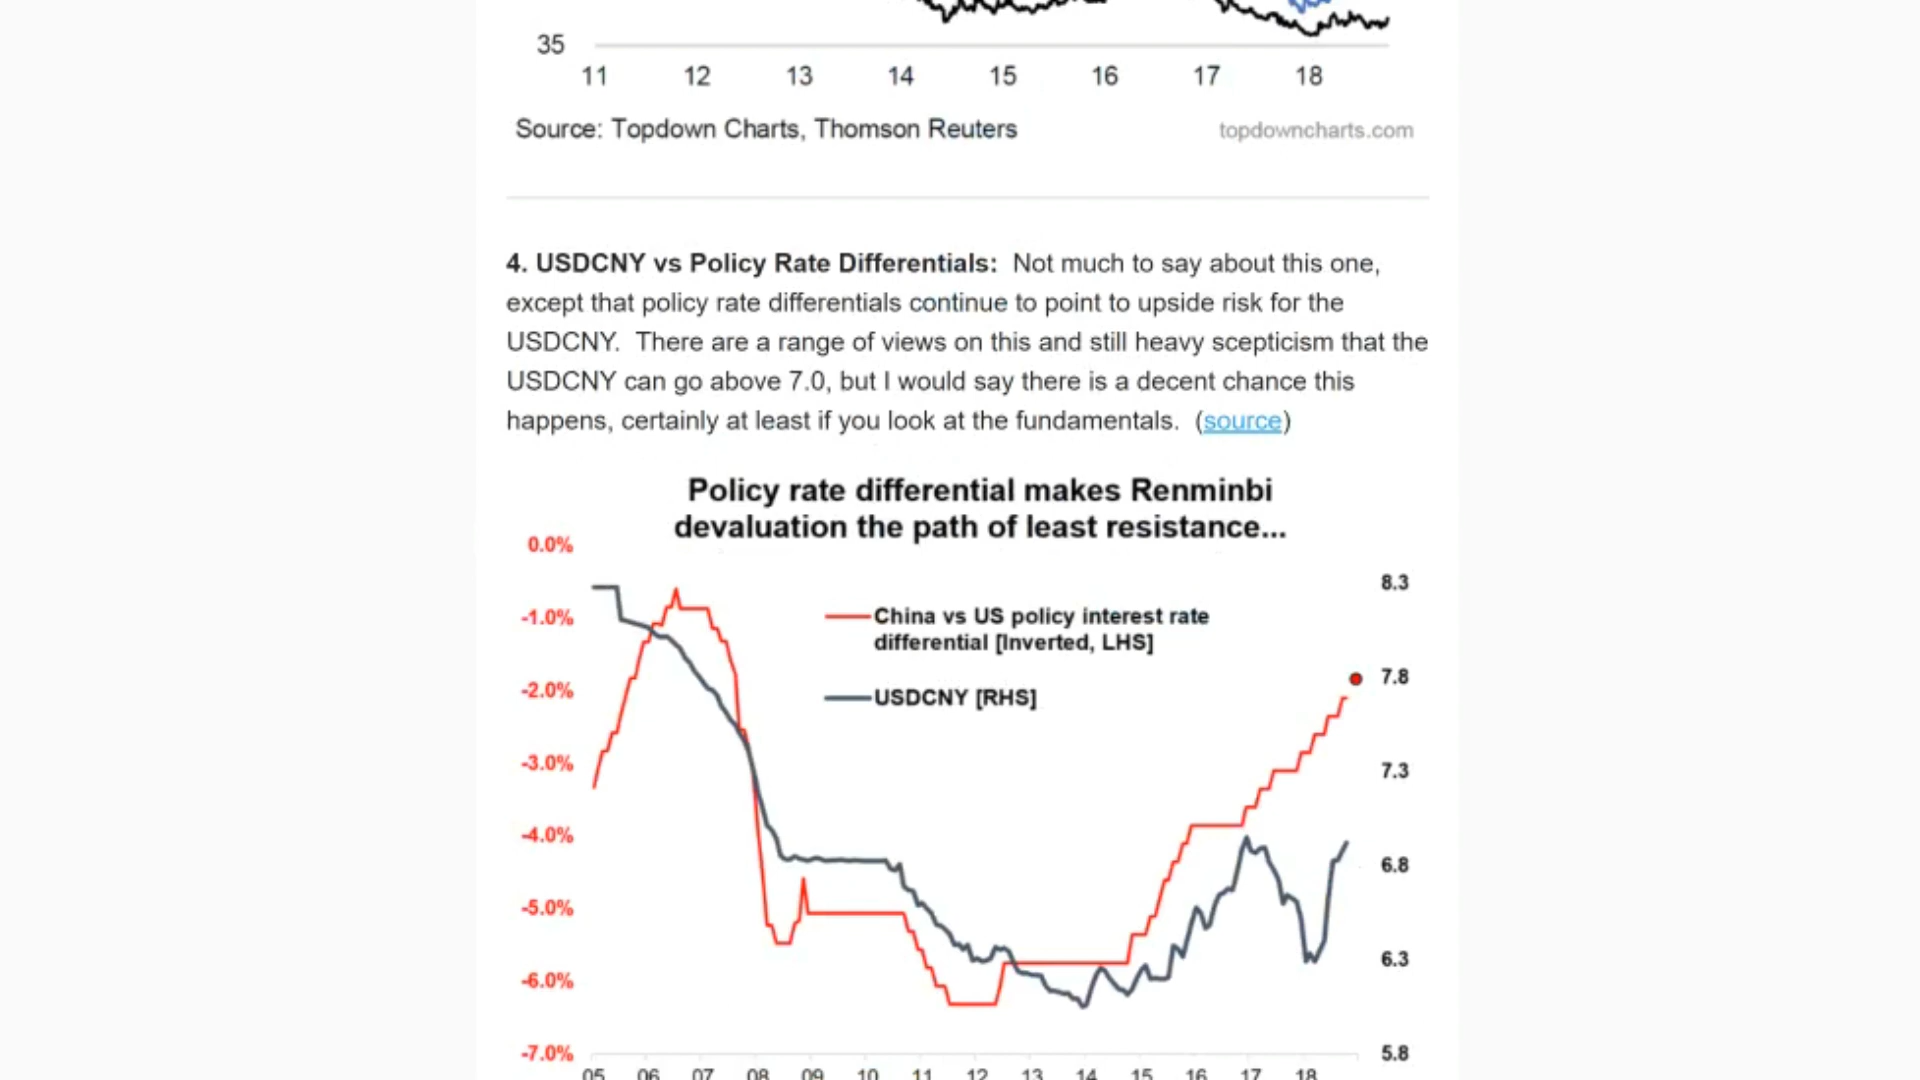 35
11 12 13 14 15 16 17 18
Source: Topdown Charts, Thomson Reuters
topdowncharts.com
4. USDCNY vs Policy Rate Differentials: Not much to say about this one,
except that policy rate differentials continue to point to upside risk for the
USDCNY. There are a range of views on this and still heavy scepticism that the
USDCNY can go above 7.0, but I would say there is a decent chance this
happens, certainly at least if you look at the fundamentals. (source)
Policy rate differential makes Renminbi
devaluation the path of least resistance...
0.0%
-1.0%
-2.0%
-3.0%
-4.0%
-5.0%
-6.0%
-7.0%
China vs US policy interest rate
differential [Inverted, LHS]
USDCNY [RHS]
8.3
7.8
7.3
6.8
6.3
5.8
05 06 07 08 09 10 11 12 13 14 15 16 17 18